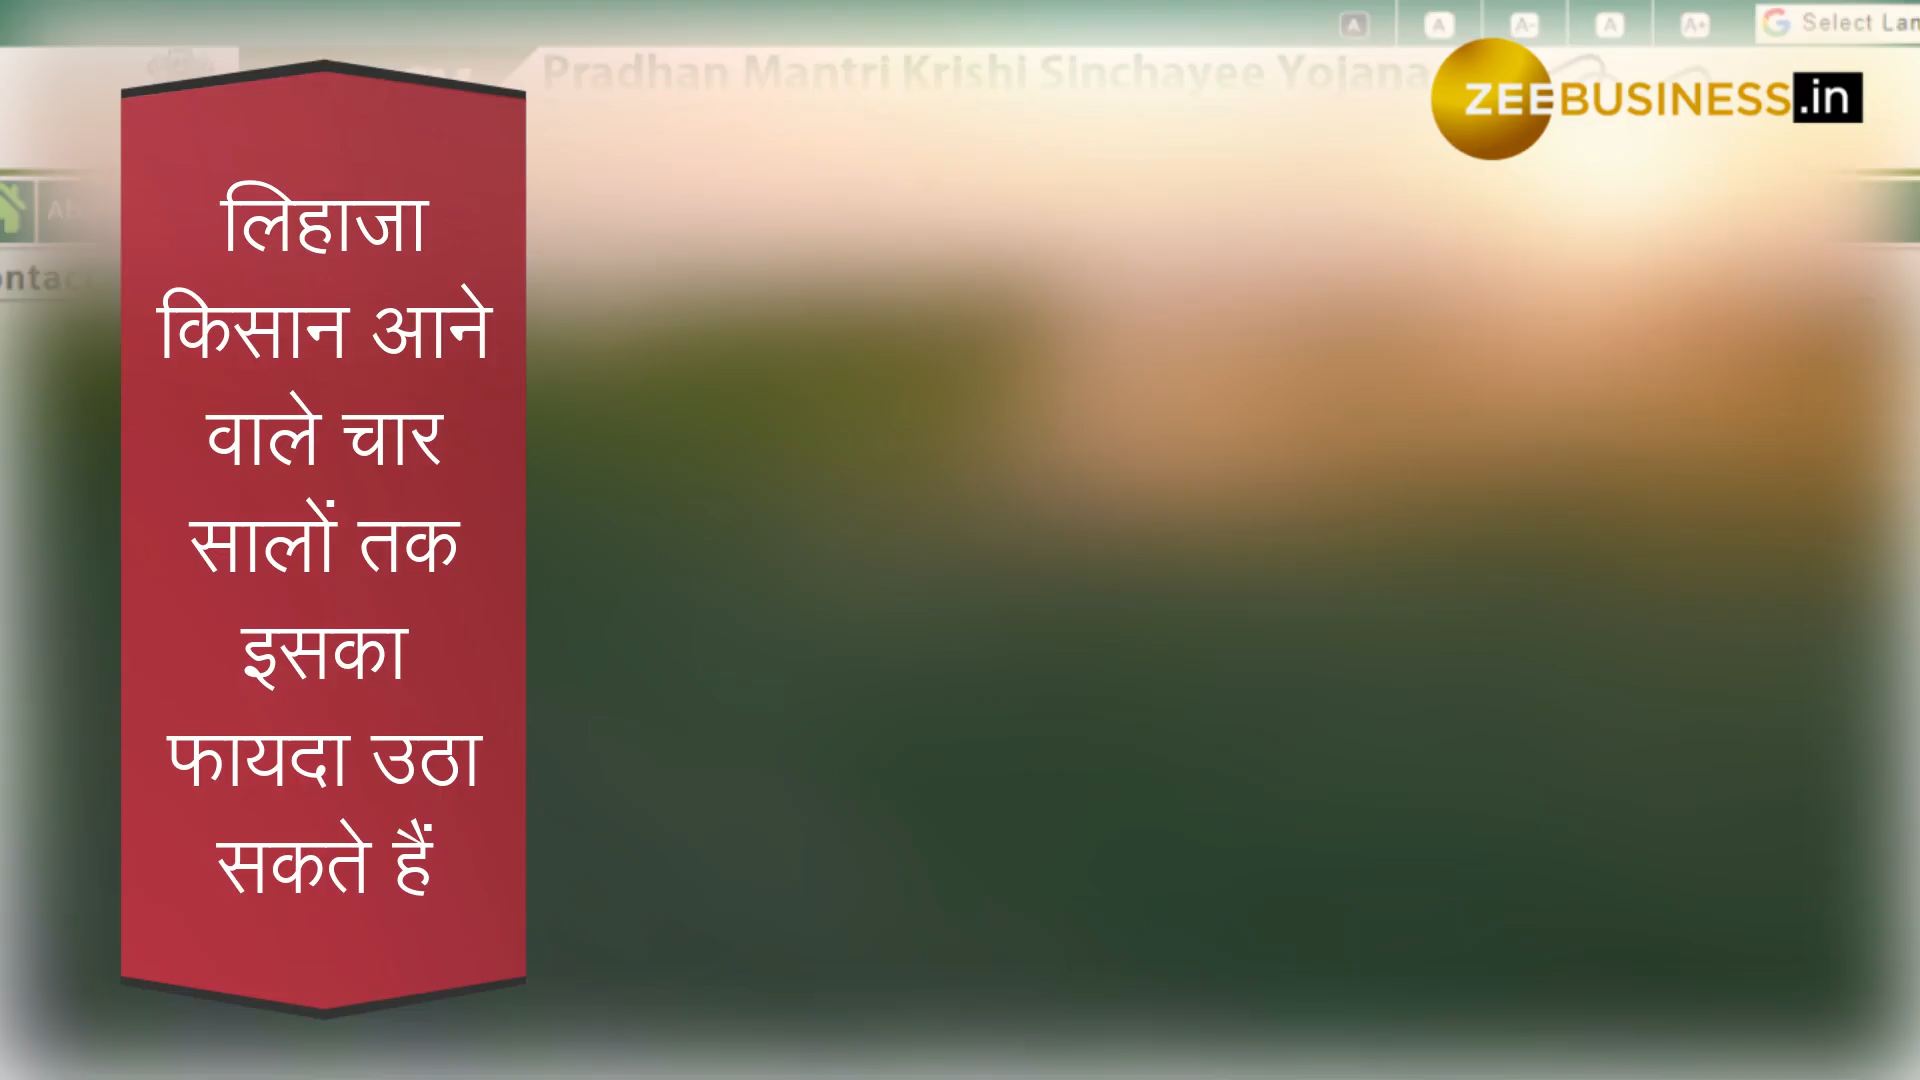 A A A- A A+ Select Lan
Pradhan Mantri Krishi Sinchayee Yojana
ZEEBUSINESS.in
लिहाजा
किसान आने
वाले चार
सालों तक
इसका
फायदा उठा
सकते हैं